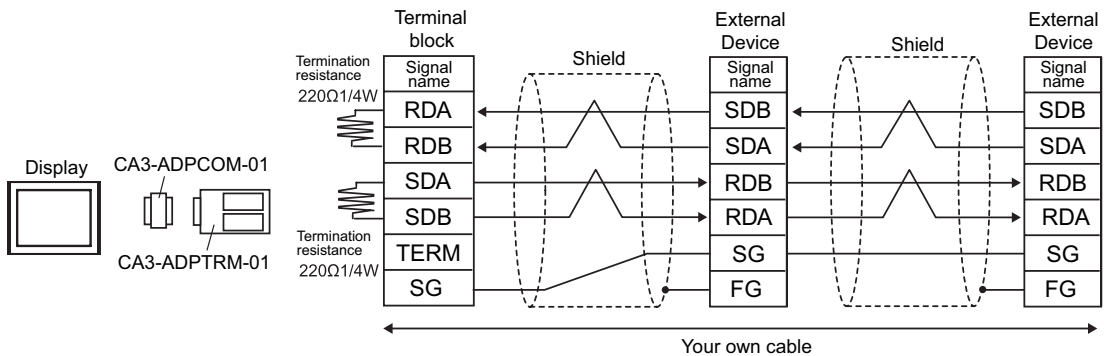 Display
CA3-ADPCOM-01
CA3-ADPTRM-01
Termination
resistance
220Ω1/4W
Termination
resistance
220Ω1/4W
Terminal
block
Signal
name
RDA
RDB
SDA
SDB
TERM
SG
Shield
External
Device
Signal
name
SDB
SDA
RDB
RDA
SG
FG
Shield
External
Device
Signal
name
SDB
SDA
RDB
RDA
SG
FG
Your own cable